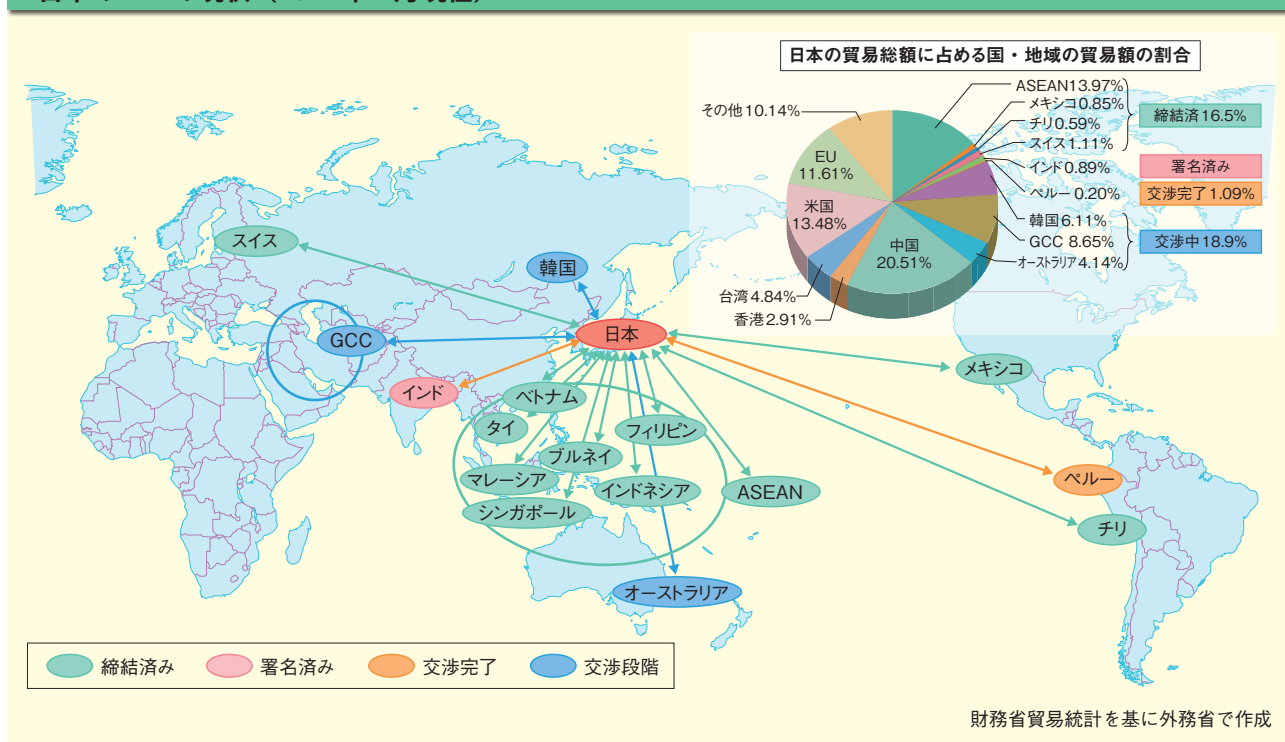 日本の貿易総額に占める国・地域の貿易額の割合
ASEAN13.97%
メキシコ0.85%
チリ0.59%
スイス1.11%
締結済16.5%
インド0.89%
署名済み
ペルー 0.20%
交渉完了1.09%
韓国6.11%
GCC 8.65%
オーストラリア4.14%
交渉中18.9%
その他10.14%
EU
11.61%
米国
13.48%
中国
20.51%
台湾4.84%
香港2.91%
スイス
韓国
GCC
日本
インド
メキシコ
ベトナム
タイ
フィリピン
ブルネイ
マレーシア
インドネシア
ASEAN
シンガポール
ペルー
チリ
オーストラリア
締結済み
署名済み
交渉完了
交渉段階
財務省貿易統計を基に外務省で作成